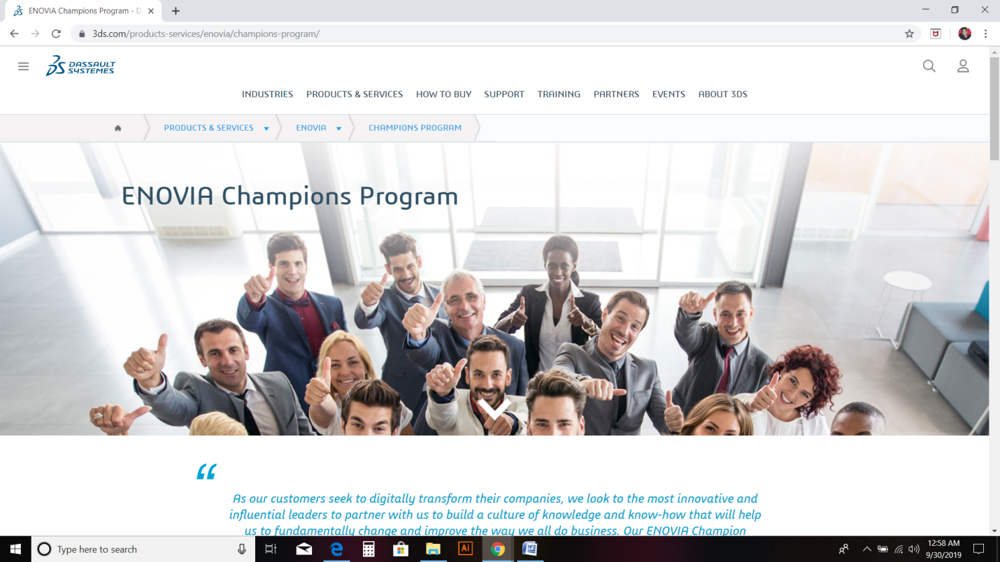 ENOVIA Champions Program - D
3ds.com/products-services/enovia/champions-program/
DASSAULT
SYSTEMES
INDUSTRIES PRODUCTS & SERVICES HOW TO BUY SUPPORT TRAINING PARTNERS EVENTS ABOUT 3DS
PRODUCTS & SERVICES ENOVIA CHAMPIONS PROGRAM
ENOVIA Champions Program
“
As our customers seek to digitally transform their companies, we look to the most innovative and
influential leaders to partner with us to build a culture of knowledge and know-how that will help
us to fundamentally change and improve the way we all do business. Our ENOVIA Champion
Type here to search
Ai
12:58 AM
9/30/2019